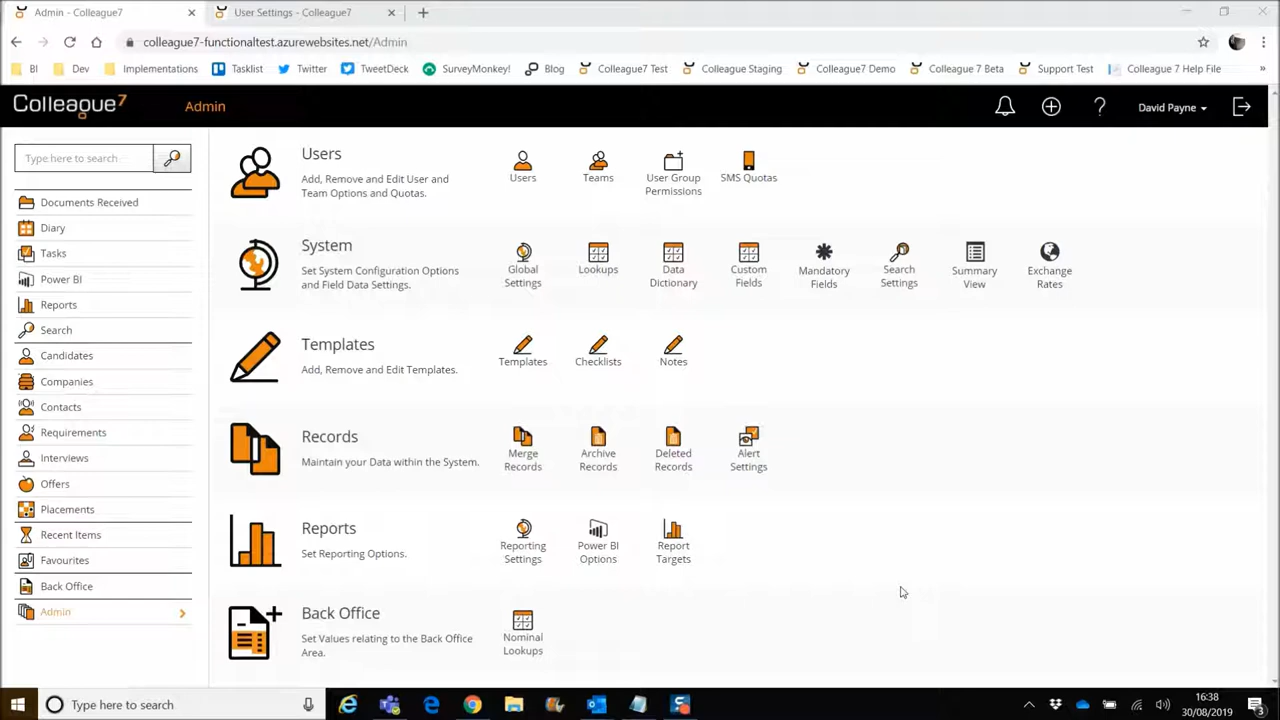 Admin - Colleague7
User Settings - Colleague7
colleague7-functionaltest.azurewebsites.net/Admin
BI
Dev
Implementations
Tasklist
Twitter
TweetDeck
SurveyMonkey!
Blog
Colleague7 Test
Colleague Staging
Colleague7 Demo
Colleague 7 Beta
Support Test
Colleague 7 Help File
»
Colleague7
Admin
?
David Payne
Type here to search
Documents Received
Diary
Tasks
Power BI
Reports
Search
Candidates
Companies
Contacts
Requirements
Interviews
Offers
Placements
Recent Items
Favourites
Back Office
Admin
Users
Add, Remove and Edit User and
Team Options and Quotas.
Users
Teams
User Group
Permissions
SMS Quotas
System
Set System Configuration Options
and Field Data Settings.
Global
Settings
Lookups
Data
Dictionary
Custom
Fields
Mandatory
Fields
Search
Settings
Summary
View
Exchange
Rates
Templates
Add, Remove and Edit Templates.
Templates
Checklists
Notes
Records
Maintain your Data within the System.
Merge
Records
Archive
Records
Deleted
Records
Alert
Settings
Reports
Set Reporting Options.
Reporting
Settings
Power BI
Options
Report
Targets
Back Office
Set Values relating to the Back Office
Area.
Nominal
Lookups
Type here to search
16:38
30/08/2019
3